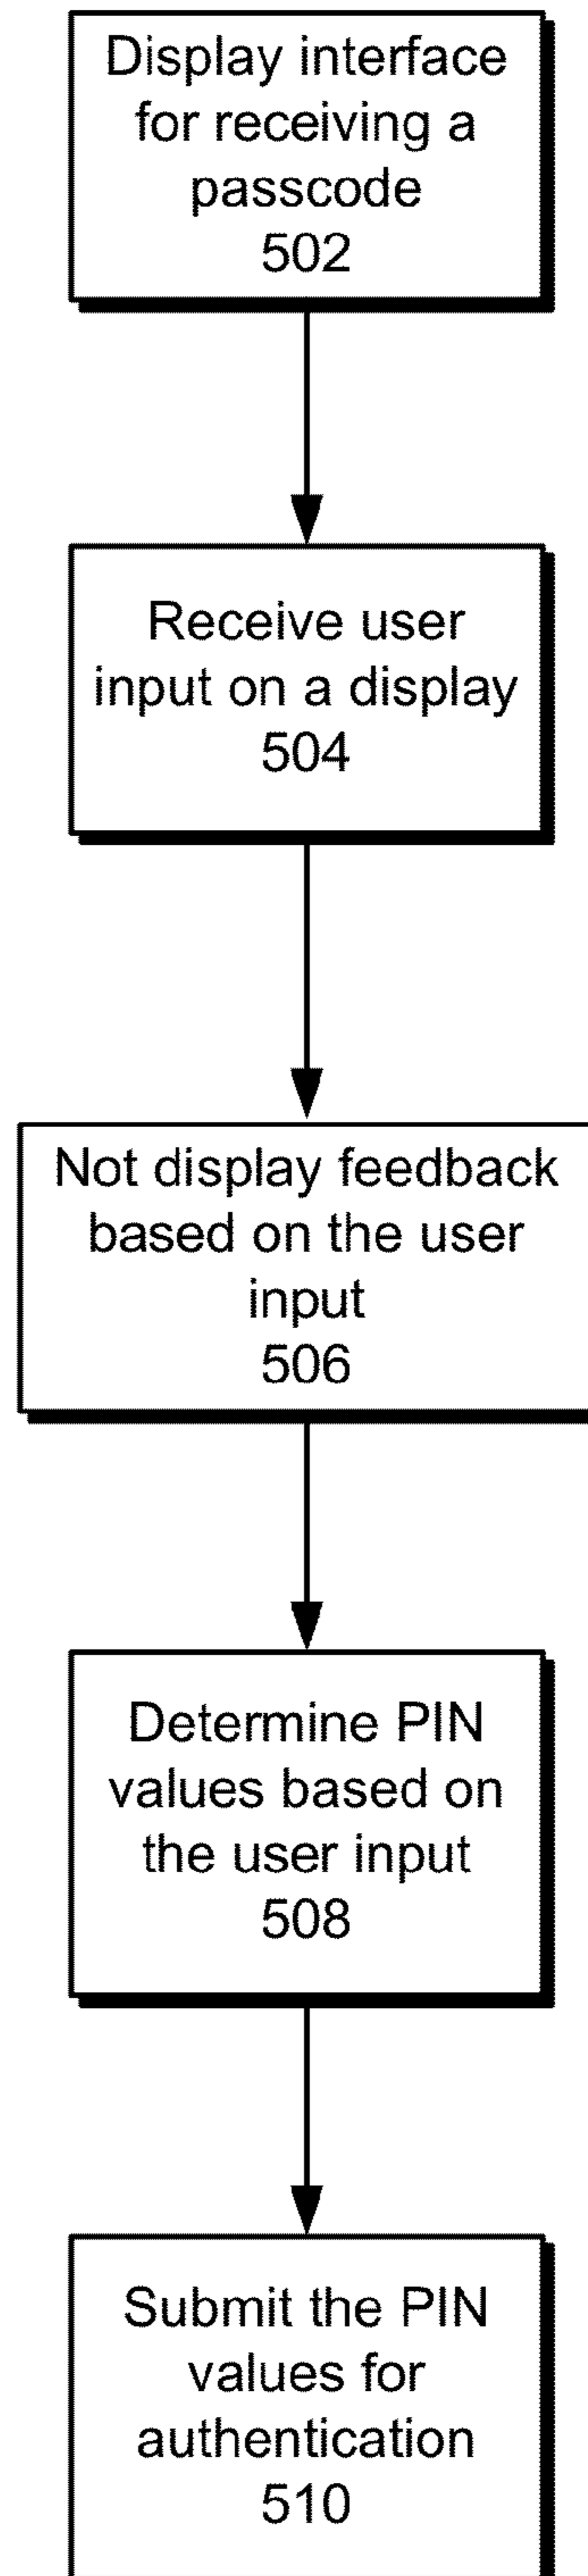 Display interface
for receiving a
passcode
502
Receive user
input on a display
504
Not display feedback
based on the user
input
506
Determine PIN
values based on
the user input
508
Submit the PIN
values for
authentication
510